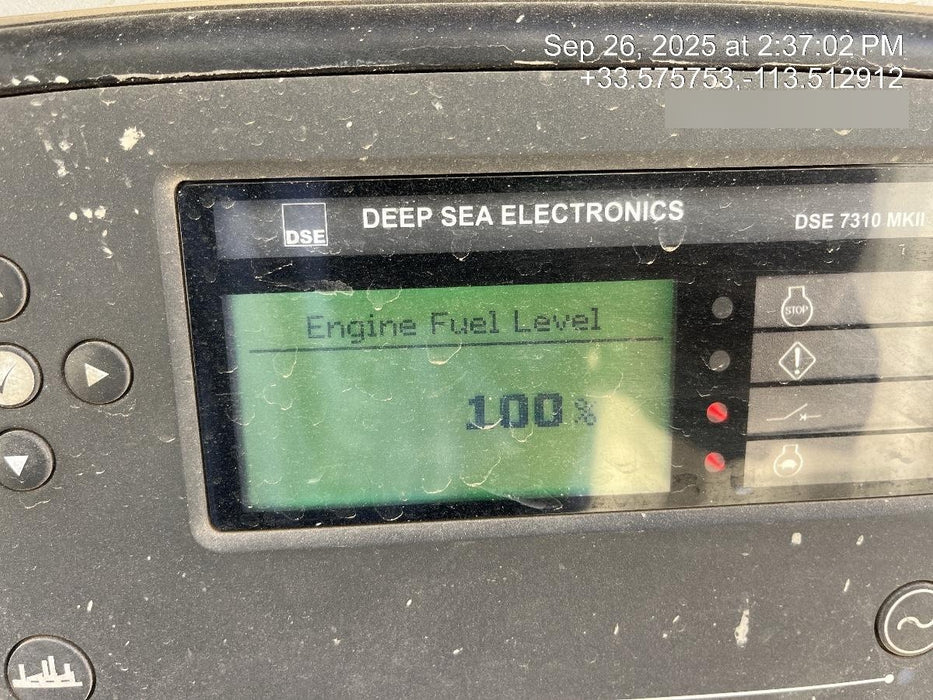 Sep 26, 2025 at 2:37:02 PM
+33.575753,-113.512912
DSE
DEEP SEA ELECTRONICS
DSE 7310 MKII
Engine Fuel Level
100%
STOP